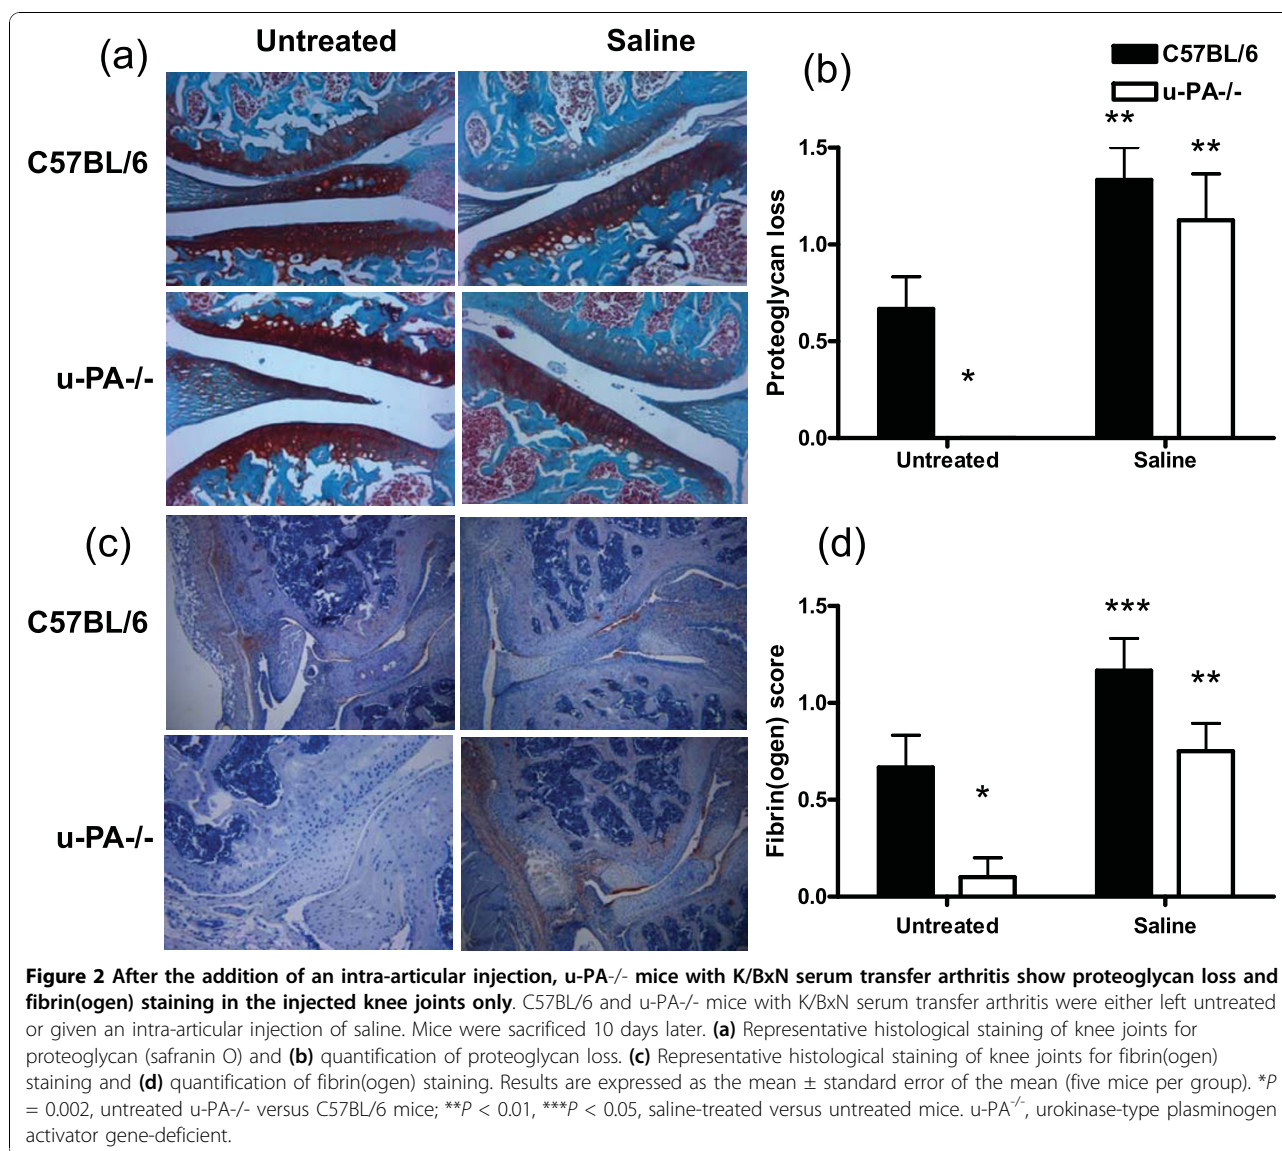 (a)
Untreated
Saline
C57BL/6
u-PA-/-
(b)
C57BL/6
u-PA-/-
**
**
*
Proteoglycan loss
1.5
1.0
0.5
0.0
Untreated
Saline
(c)
C57BL/6
u-PA-/-
(d)
***
**
*
Fibrin(ogen) score
1.5
1.0
0.5
0.0
Untreated
Saline
Figure 2 After the addition of an intra-articular injection, u-PA-/- mice with K/BxN serum transfer arthritis show proteoglycan loss and
fibrin(ogen) staining in the injected knee joints only. C57BL/6 and u-PA-/- mice with K/BxN serum transfer arthritis were either left untreated
or given an intra-articular injection of saline. Mice were sacrificed 10 days later. (a) Representative histological staining of knee joints for
proteoglycan (safranin O) and (b) quantification of proteoglycan loss. (c) Representative histological staining of knee joints for fibrin(ogen)
staining and (d) quantification of fibrin(ogen) staining. Results are expressed as the mean ± standard error of the mean (five mice per group). *P
= 0.002, untreated u-PA-/- versus C57BL/6 mice; **P < 0.01, ***P < 0.05, saline-treated versus untreated mice. u-PA-/-, urokinase-type plasminogen
activator gene-deficient.